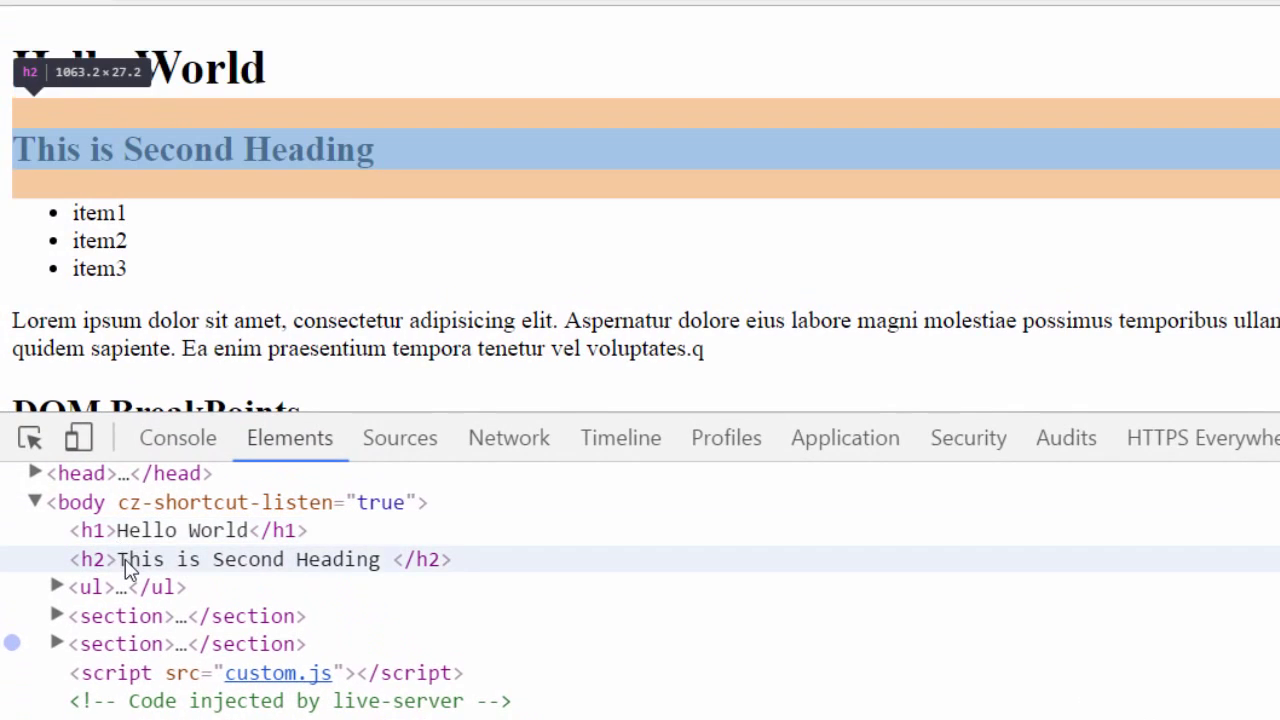 Hello World
h2 1063.2×27.2
This is Second Heading
• item1
• item2
• item3
Lorem ipsum dolor sit amet, consectetur adipisicing elit. Aspernatur dolore eius labore magni molestiae possimus temporibus ullam
quidem sapiente. Ea enim praesentium tempora tenetur vel voluptates.q
DOM BreakPoints
Console Elements Sources Network Timeline Profiles Application Security Audits HTTPS Everywhe
<head>…</head>
<body cz-shortcut-listen="true">
<h1>Hello World</h1>
<h2>This is Second Heading </h2>
<ul>…</ul>
<section>…</section>
<section>…</section>
<script src="custom.js"></script>
<!-- Code injected by live-server -->